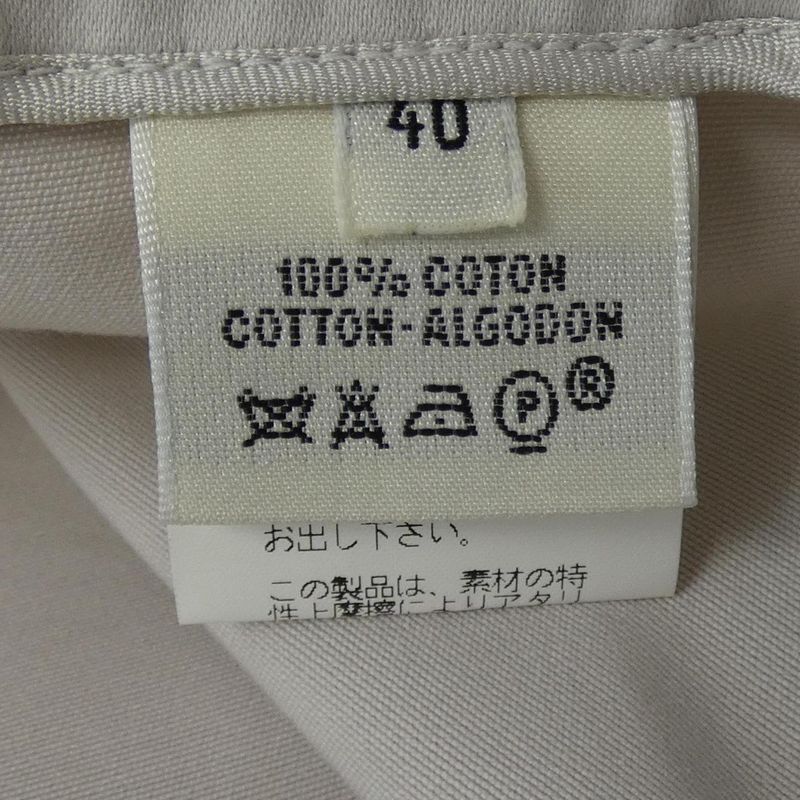 40
100% COTON
COTTON-ALGODON
P ®
お出し下さい。
この製品は、素材の特
性上摩擦によりアタリ